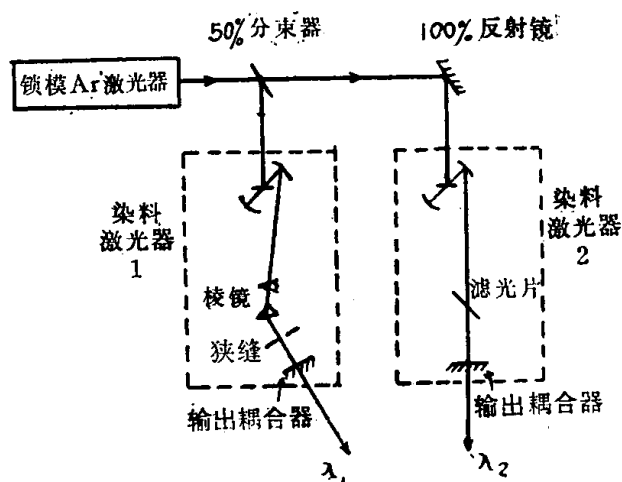 50%分束器
100%反射镜
锁模Ar激光器
染料
激光器
1
染料
激光器
2
棱镜
滤光片
狭缝
输出耦合器
输出耦合器
λ₁
λ₂